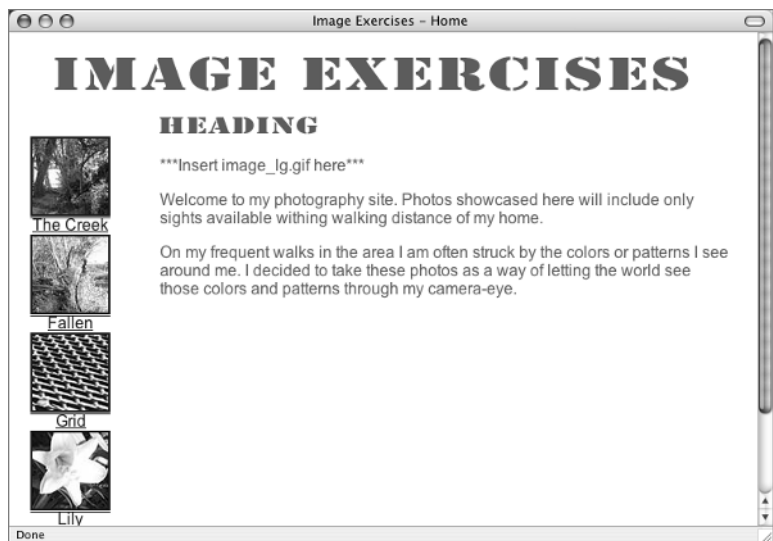 Image Exercises – Home
IMAGE EXERCISES
HEADING
***Insert image_lg.gif here***
Welcome to my photography site. Photos showcased here will include only
sights available withing walking distance of my home.
On my frequent walks in the area I am often struck by the colors or patterns I see
around me. I decided to take these photos as a way of letting the world see
those colors and patterns through my camera-eye.
The Creek
Fallen
Grid
Lily
Done